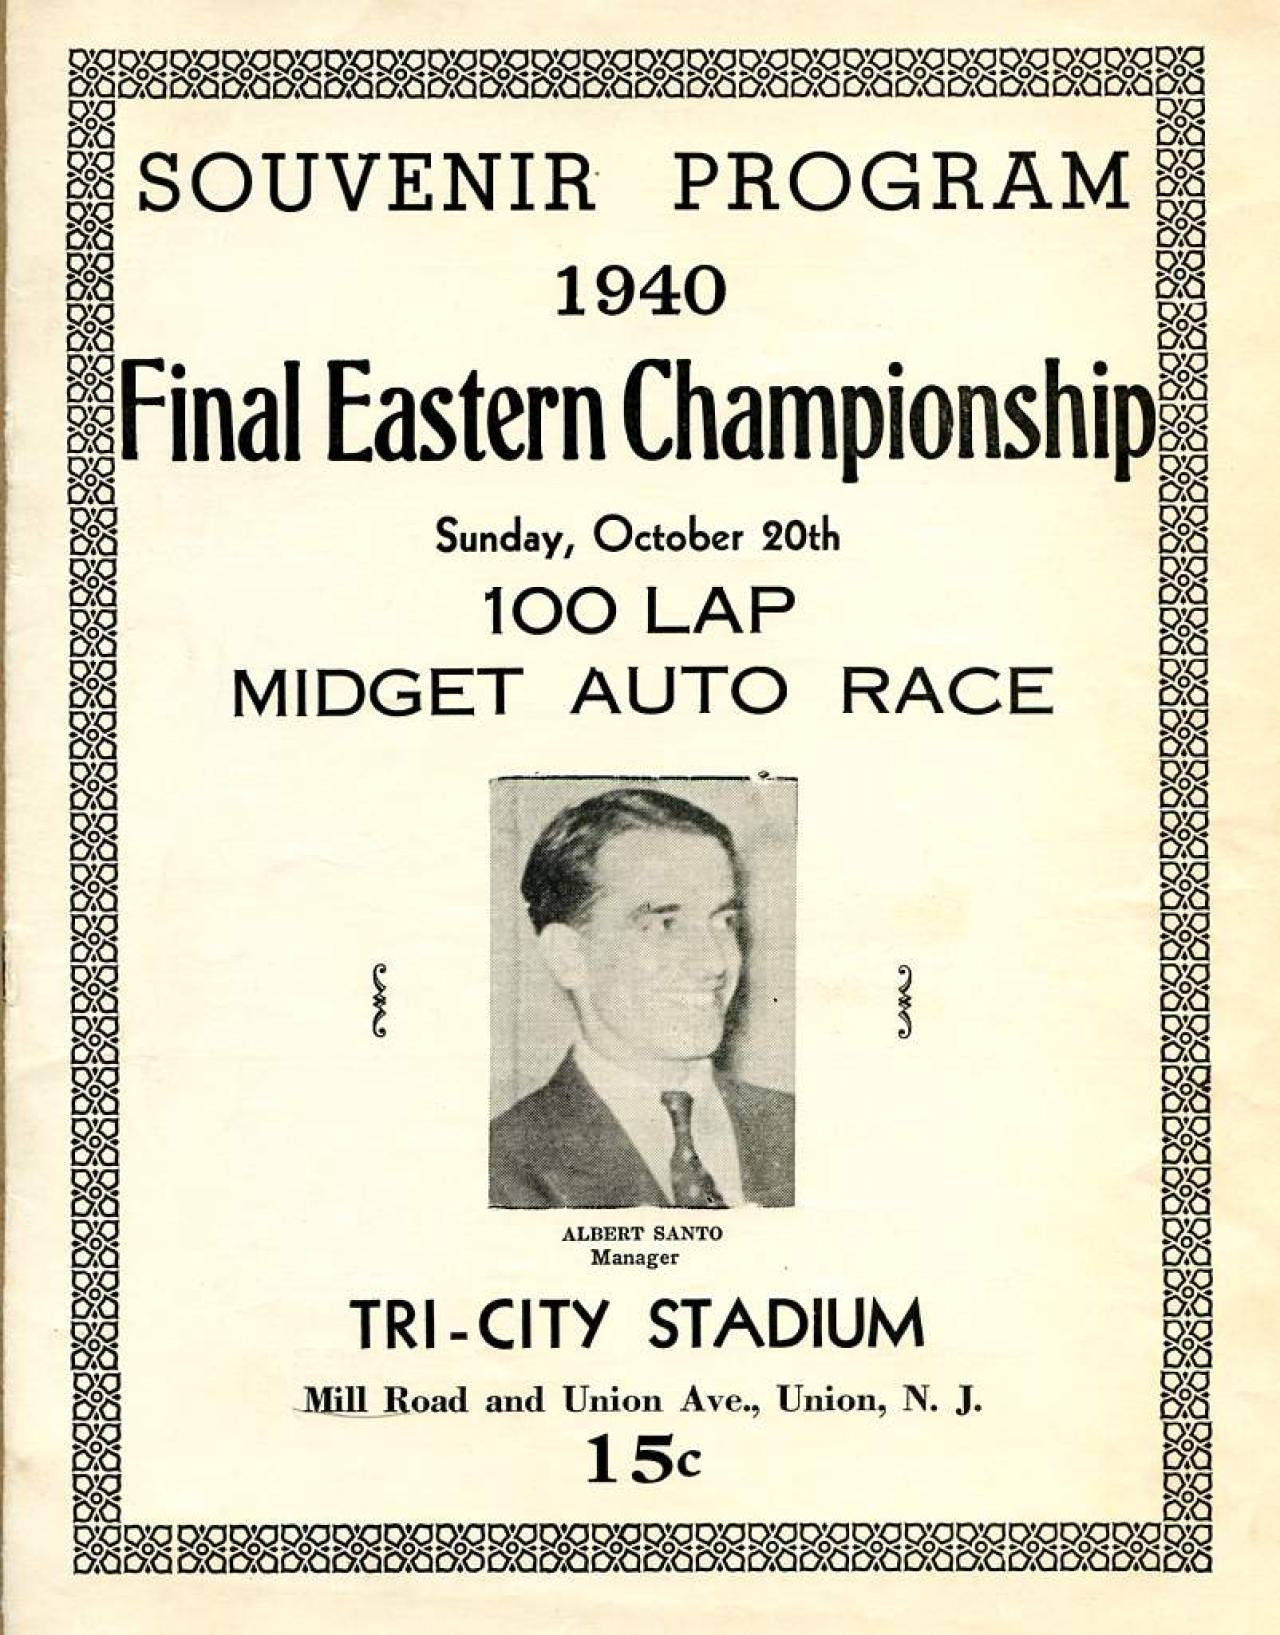 SOUVENIR PROGRAM
1940
Final Eastern Championship
Sunday, October 20th
100 LAP
MIDGET AUTO RACE
ALBERT SANTO
Manager
TRI-CITY STADIUM
Mill Road and Union Ave., Union, N. J.
15c